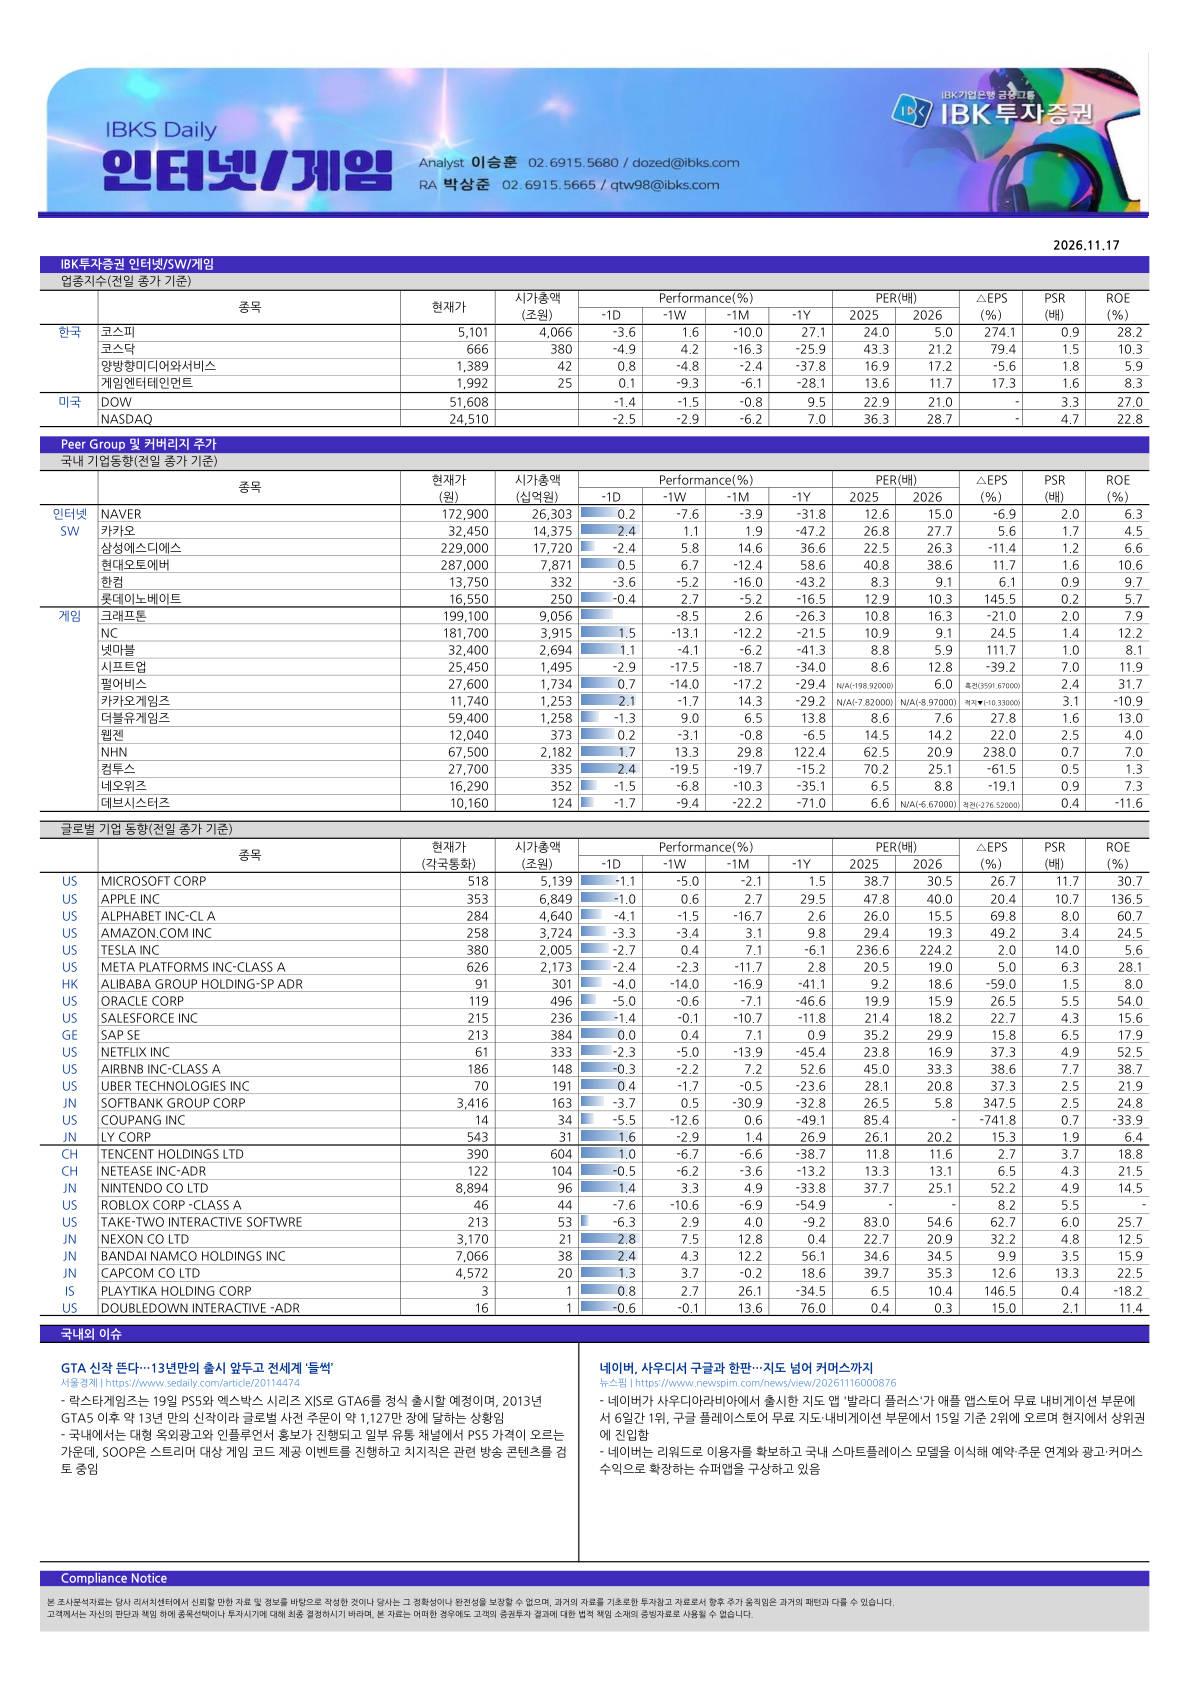 IBK기업은행 금융그룹
IBK투자증권
IBKS Daily
인터넷/게임
Analyst 이승훈 02.6915.5680 / dozed@ibks.com
RA 박상준 02.6915.5665 / qtw98@ibks.com
2026.11.17
IBK투자증권 인터넷/SW/게임
업종지수(전일 종가 기준)
종목 현재가 시가총액 (조원) Performance(%) PER(배) △EPS (%) PSR (배) ROE (%)
-1D -1W -1M -1Y 2025 2026
한국 코스피 5,101 4,066 -3.6 1.6 -10.0 27.1 24.0 5.0 274.1 0.9 28.2
코스닥 666 380 -4.9 4.2 -16.3 -25.9 43.3 21.2 79.4 1.5 10.3
양방향미디어와서비스 1,389 42 0.8 -4.8 -2.4 -37.8 16.9 17.2 -5.6 1.8 5.9
게임엔터테인먼트 1,992 25 0.1 -9.3 -6.1 -28.1 13.6 11.7 17.3 1.6 8.3
미국 DOW 51,608 -1.4 -1.5 -0.8 9.5 22.9 21.0 - 3.3 27.0
NASDAQ 24,510 -2.5 -2.9 -6.2 7.0 36.3 28.7 - 4.7 22.8
Peer Group 및 커버리지 주가
국내 기업동향(전일 종가 기준)
종목 현재가 (원) 시가총액 (십억원) Performance(%) PER(배) △EPS (%) PSR (배) ROE (%)
-1D -1W -1M -1Y 2025 2026
인터넷 NAVER 172,900 26,303 0.2 -7.6 -3.9 -31.8 12.6 15.0 -6.9 2.0 6.3
SW 카카오 32,450 14,375 2.4 1.1 1.9 -47.2 26.8 27.7 5.6 1.7 4.5
삼성에스디에스 229,000 17,720 -2.4 5.8 14.6 36.6 22.5 26.3 -11.4 1.2 6.6
현대오토에버 287,000 7,871 0.5 6.7 -12.4 58.6 40.8 38.6 11.7 1.6 10.6
한컴 13,750 332 -3.6 -5.2 -16.0 -43.2 8.3 9.1 6.1 0.9 9.7
롯데이노베이트 16,550 250 -0.4 2.7 -5.2 -16.5 12.9 10.3 145.5 0.2 5.7
게임 크래프톤 199,100 9,056 -8.5 2.6 -26.3 10.8 16.3 -21.0 2.0 7.9
NC 181,700 3,915 1.5 -13.1 -12.2 -21.5 10.9 9.1 24.5 1.4 12.2
넷마블 32,400 2,694 1.1 -4.1 -6.2 -41.3 8.8 5.9 111.7 1.0 8.1
시프트업 25,450 1,495 -2.9 -17.5 -18.7 -34.0 8.6 12.8 -39.2 7.0 11.9
펄어비스 27,600 1,734 0.7 -14.0 -17.2 -29.4 N/A(-198.92000) 6.0 흑전(3591.67000) 2.4 31.7
카카오게임즈 11,740 1,253 2.1 -1.7 14.3 -29.2 N/A(-7.82000) N/A(-8.97000) 적지▼(-10.33000) 3.1 -10.9
더블유게임즈 59,400 1,258 -1.3 9.0 6.5 13.8 8.6 7.6 27.8 1.6 13.0
웹젠 12,040 373 0.2 -3.1 -0.8 -6.5 14.5 14.2 22.0 2.5 4.0
NHN 67,500 2,182 1.7 13.3 29.8 122.4 62.5 20.9 238.0 0.7 7.0
컴투스 27,700 335 2.4 -19.5 -19.7 -15.2 70.2 25.1 -61.5 0.5 1.3
네오위즈 16,290 352 -1.5 -6.8 -10.3 -35.1 6.5 8.8 -19.1 0.9 7.3
데브시스터즈 10,160 124 -1.7 -9.4 -22.2 -71.0 6.6 N/A(-6.67000) 적전(-276.52000) 0.4 -11.6
글로벌 기업 동향(전일 종가 기준)
종목 현재가 (각국통화) 시가총액 (조원) Performance(%) PER(배) △EPS (%) PSR (배) ROE (%)
-1D -1W -1M -1Y 2025 2026
US MICROSOFT CORP 518 5,139 -1.1 -5.0 -2.1 1.5 38.7 30.5 26.7 11.7 30.7
US APPLE INC 353 6,849 -1.0 0.6 2.7 29.5 47.8 40.0 20.4 10.7 136.5
US ALPHABET INC-CL A 284 4,640 -4.1 -1.5 -16.7 2.6 26.0 15.5 69.8 8.0 60.7
US AMAZON.COM INC 258 3,724 -3.3 -3.4 3.1 9.8 29.4 19.3 49.2 3.4 24.5
US TESLA INC 380 2,005 -2.7 0.4 7.1 -6.1 236.6 224.2 2.0 14.0 5.6
US META PLATFORMS INC-CLASS A 626 2,173 -2.4 -2.3 -11.7 2.8 20.5 19.0 5.0 6.3 28.1
HK ALIBABA GROUP HOLDING-SP ADR 91 301 -4.0 -14.0 -16.9 -41.1 9.2 18.6 -59.0 1.5 8.0
US ORACLE CORP 119 496 -5.0 -0.6 -7.1 -46.6 19.9 15.9 26.5 5.5 54.0
US SALESFORCE INC 215 236 -1.4 -0.1 -10.7 -11.8 21.4 18.2 22.7 4.3 15.6
GE SAP SE 213 384 0.0 0.4 7.1 0.9 35.2 29.9 15.8 6.5 17.9
US NETFLIX INC 61 333 -2.3 -5.0 -13.9 -45.4 23.8 16.9 37.3 4.9 52.5
US AIRBNB INC-CLASS A 186 148 -0.3 -2.2 7.2 52.6 45.0 33.3 38.6 7.7 38.7
US UBER TECHNOLOGIES INC 70 191 0.4 -1.7 -0.5 -23.6 28.1 20.8 37.3 2.5 21.9
JN SOFTBANK GROUP CORP 3,416 163 -3.7 0.5 -30.9 -32.8 26.5 5.8 347.5 2.5 24.8
US COUPANG INC 14 34 -5.5 -12.6 0.6 -49.1 85.4 - -741.8 0.7 -33.9
JN LY CORP 543 31 1.6 -2.9 1.4 26.9 26.1 20.2 15.3 1.9 6.4
CH TENCENT HOLDINGS LTD 390 604 1.0 -6.7 -6.6 -38.7 11.8 11.6 2.7 3.7 18.8
CH NETEASE INC-ADR 122 104 -0.5 -6.2 -3.6 -13.2 13.3 13.1 6.5 4.3 21.5
JN NINTENDO CO LTD 8,894 96 1.4 3.3 4.9 -33.8 37.7 25.1 52.2 4.9 14.5
US ROBLOX CORP -CLASS A 46 44 -7.6 -10.6 -6.9 -54.9 - - 8.2 5.5 -
US TAKE-TWO INTERACTIVE SOFTWRE 213 53 -6.3 2.9 4.0 -9.2 83.0 54.6 62.7 6.0 25.7
JN NEXON CO LTD 3,170 21 2.8 7.5 12.8 0.4 22.7 20.9 32.2 4.8 12.5
JN BANDAI NAMCO HOLDINGS INC 7,066 38 2.4 4.3 12.2 56.1 34.6 34.5 9.9 3.5 15.9
JN CAPCOM CO LTD 4,572 20 1.3 3.7 -0.2 18.6 39.7 35.3 12.6 13.3 22.5
IS PLAYTIKA HOLDING CORP 3 1 0.8 2.7 26.1 -34.5 6.5 10.4 146.5 0.4 -18.2
US DOUBLEDOWN INTERACTIVE -ADR 16 1 -0.6 -0.1 13.6 76.0 0.4 0.3 15.0 2.1 11.4
국내외 이슈
GTA 신작 뜬다…13년만의 출시 앞두고 전세계 '들썩'
서울경제 | https://www.sedaily.com/article/20114474
- 락스타게임즈는 19일 PS5와 엑스박스 시리즈 X|S로 GTA6를 정식 출시할 예정이며, 2013년
GTA5 이후 약 13년 만의 신작이라 글로벌 사전 주문이 약 1,127만 장에 달하는 상황임
- 국내에서는 대형 옥외광고와 인플루언서 홍보가 진행되고 일부 유통 채널에서 PS5 가격이 오르는
가운데, SOOP은 스트리머 대상 게임 코드 제공 이벤트를 진행하고 치지직은 관련 방송 콘텐츠를 검
토 중임
네이버, 사우디서 구글과 한판…지도 넘어 커머스까지
뉴스핌 | https://www.newspim.com/news/view/20261116000876
- 네이버가 사우디아라비아에서 출시한 지도 앱 '발라디 플러스'가 애플 앱스토어 무료 내비게이션 부문에
서 6일간 1위, 구글 플레이스토어 무료 지도·내비게이션 부문에서 15일 기준 2위에 오르며 현지에서 상위권
에 진입함
- 네이버는 리워드로 이용자를 확보하고 국내 스마트플레이스 모델을 이식해 예약·주문 연계와 광고·커머스
수익으로 확장하는 슈퍼앱을 구상하고 있음
Compliance Notice
본 조사분석자료는 당사 리서치센터에서 신뢰할 만한 자료 및 정보를 바탕으로 작성한 것이나 당사는 그 정확성이나 완전성을 보장할 수 없으며, 과거의 자료를 기초로한 투자참고 자료로서 향후 주가 움직임은 과거의 패턴과 다를 수 있습니다.
고객께서는 자신의 판단과 책임 하에 종목선택이나 투자시기에 대해 최종 결정하시기 바라며, 본 자료는 어떠한 경우에도 고객의 증권투자 결과에 대한 법적 책임 소재의 증빙자료로 사용될 수 없습니다.